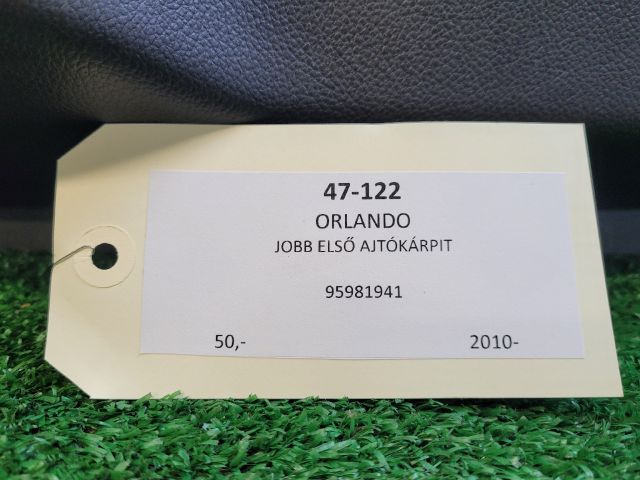 47-122
ORLANDO
JOBB ELSŐ AJTÓKÁRPIT
95981941
50,- 2010-